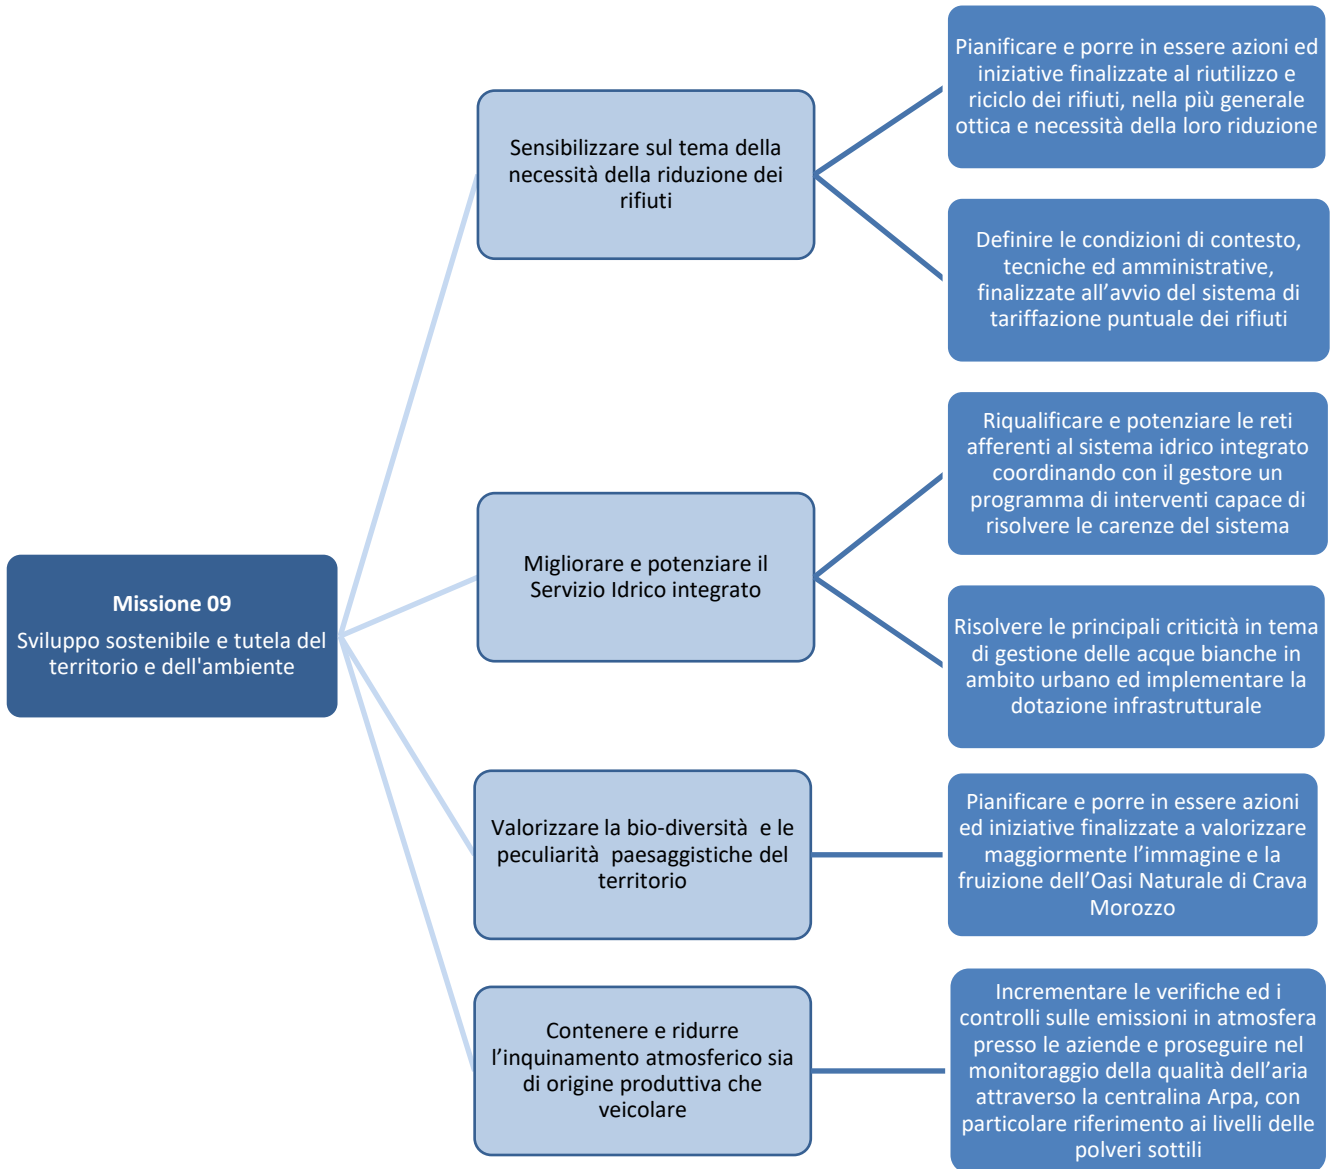 Missione 09
Sviluppo sostenibile e tutela del
territorio e dell'ambiente
Sensibilizzare sul tema della
necessità della riduzione dei
rifiuti
Pianificare e porre in essere azioni ed
iniziative finalizzate al riutilizzo e
riciclo dei rifiuti, nella più generale
ottica e necessità della loro riduzione
Definire le condizioni di contesto,
tecniche ed amministrative,
finalizzate all’avvio del sistema di
tariffazione puntuale dei rifiuti
Migliorare e potenziare il
Servizio Idrico integrato
Riqualificare e potenziare le reti
afferenti al sistema idrico integrato
coordinando con il gestore un
programma di interventi capace di
risolvere le carenze del sistema
Risolvere le principali criticità in tema
di gestione delle acque bianche in
ambito urbano ed implementare la
dotazione infrastrutturale
Valorizzare la bio-diversità e le
peculiarità paesaggistiche del
territorio
Pianificare e porre in essere azioni
ed iniziative finalizzate a valorizzare
maggiormente l’immagine e la
fruizione dell’Oasi Naturale di Crava
Morozzo
Contenere e ridurre
l’inquinamento atmosferico sia
di origine produttiva che
veicolare
Incrementare le verifiche ed i
controlli sulle emissioni in atmosfera
presso le aziende e proseguire nel
monitoraggio della qualità dell’aria
attraverso la centralina Arpa, con
particolare riferimento ai livelli delle
polveri sottili